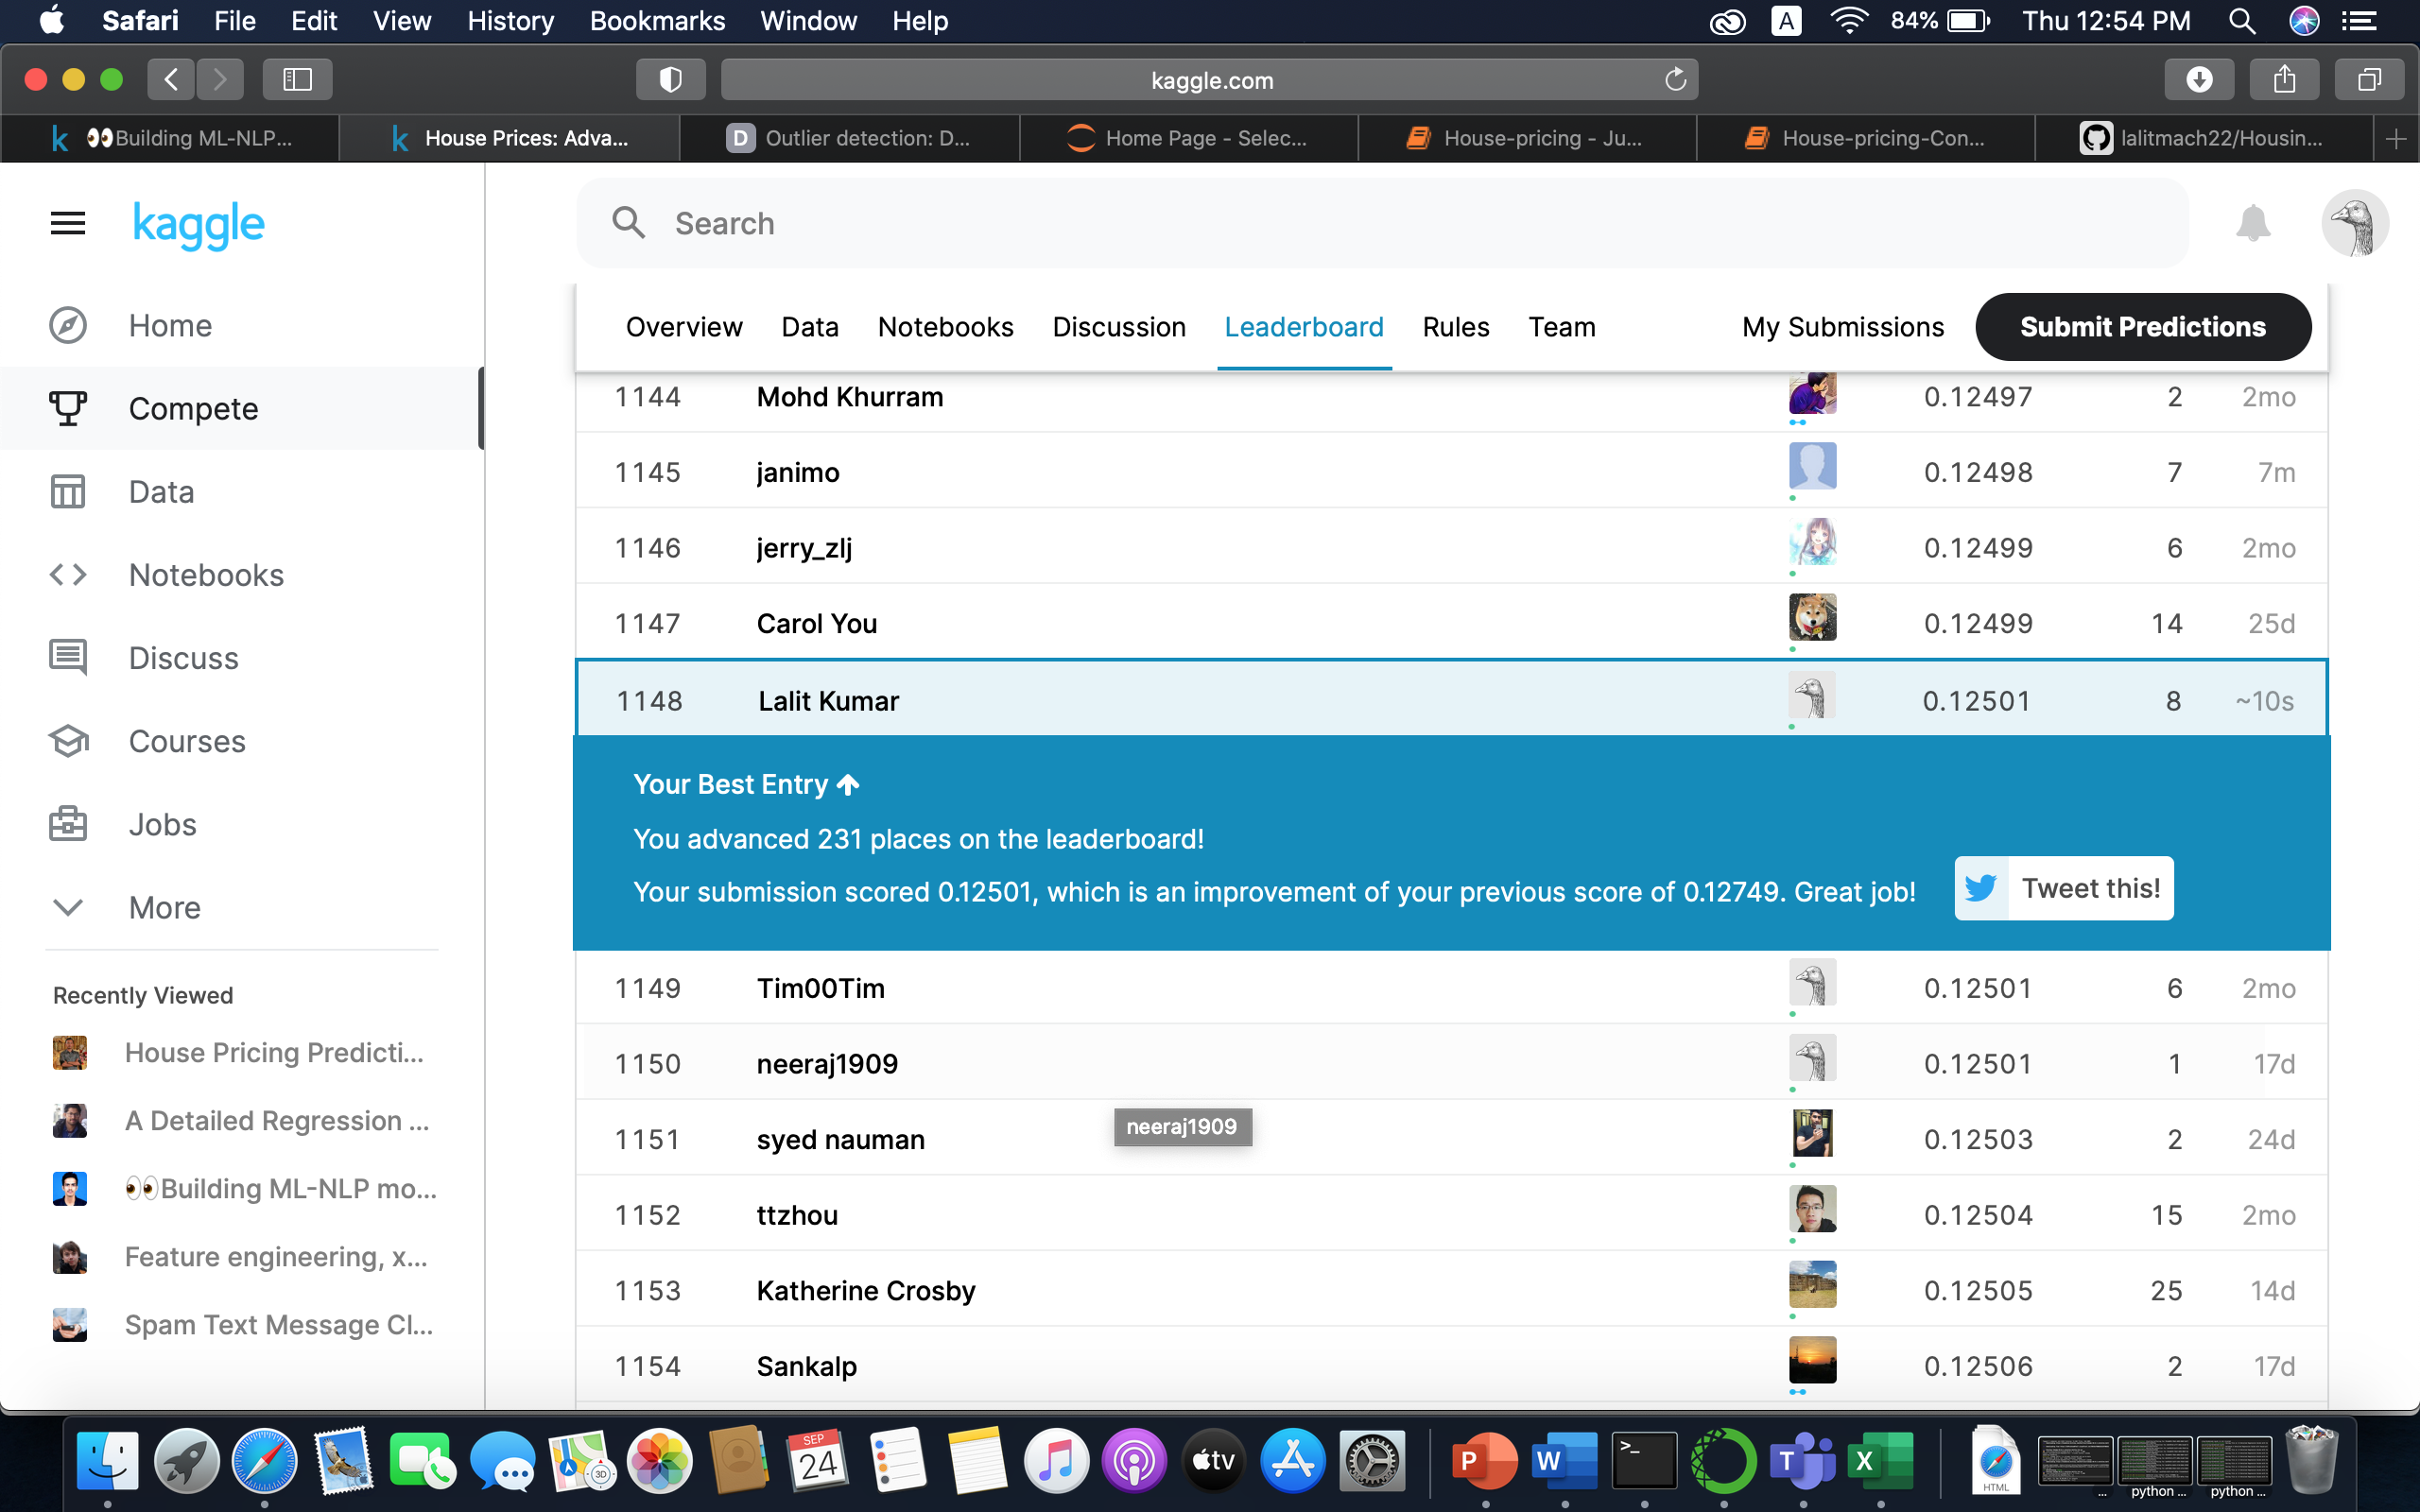 Safari File Edit View History Bookmarks Window Help A 84% Thu 12:54 PM
kaggle.com
k 👀Building ML-NLP... k House Prices: Adva... D Outlier detection: D... Home Page - Selec... House-pricing - Ju... House-pricing-Con... lalitmach22/Housin...
kaggle
Search
Home
Compete
Data
Notebooks
Discuss
Courses
Jobs
More
Recently Viewed
House Pricing Predicti...
A Detailed Regression ...
👀Building ML-NLP mo...
Feature engineering, x...
Spam Text Message Cl...
Overview Data Notebooks Discussion Leaderboard Rules Team My Submissions Submit Predictions
1144 Mohd Khurram 0.12497 2 2mo
1145 janimo 0.12498 7 7m
1146 jerry_zlj 0.12499 6 2mo
1147 Carol You 0.12499 14 25d
1148 Lalit Kumar 0.12501 8 ~10s
Your Best Entry ↑
You advanced 231 places on the leaderboard!
Your submission scored 0.12501, which is an improvement of your previous score of 0.12749. Great job!
Tweet this!
1149 Tim00Tim 0.12501 6 2mo
1150 neeraj1909 0.12501 1 17d
neeraj1909
1151 syed nauman 0.12503 2 24d
1152 ttzhou 0.12504 15 2mo
1153 Katherine Crosby 0.12505 25 14d
1154 Sankalp 0.12506 2 17d
SEP
24
3D
tv
P
W
>_
T
X
HTML
...
python ...
python ...